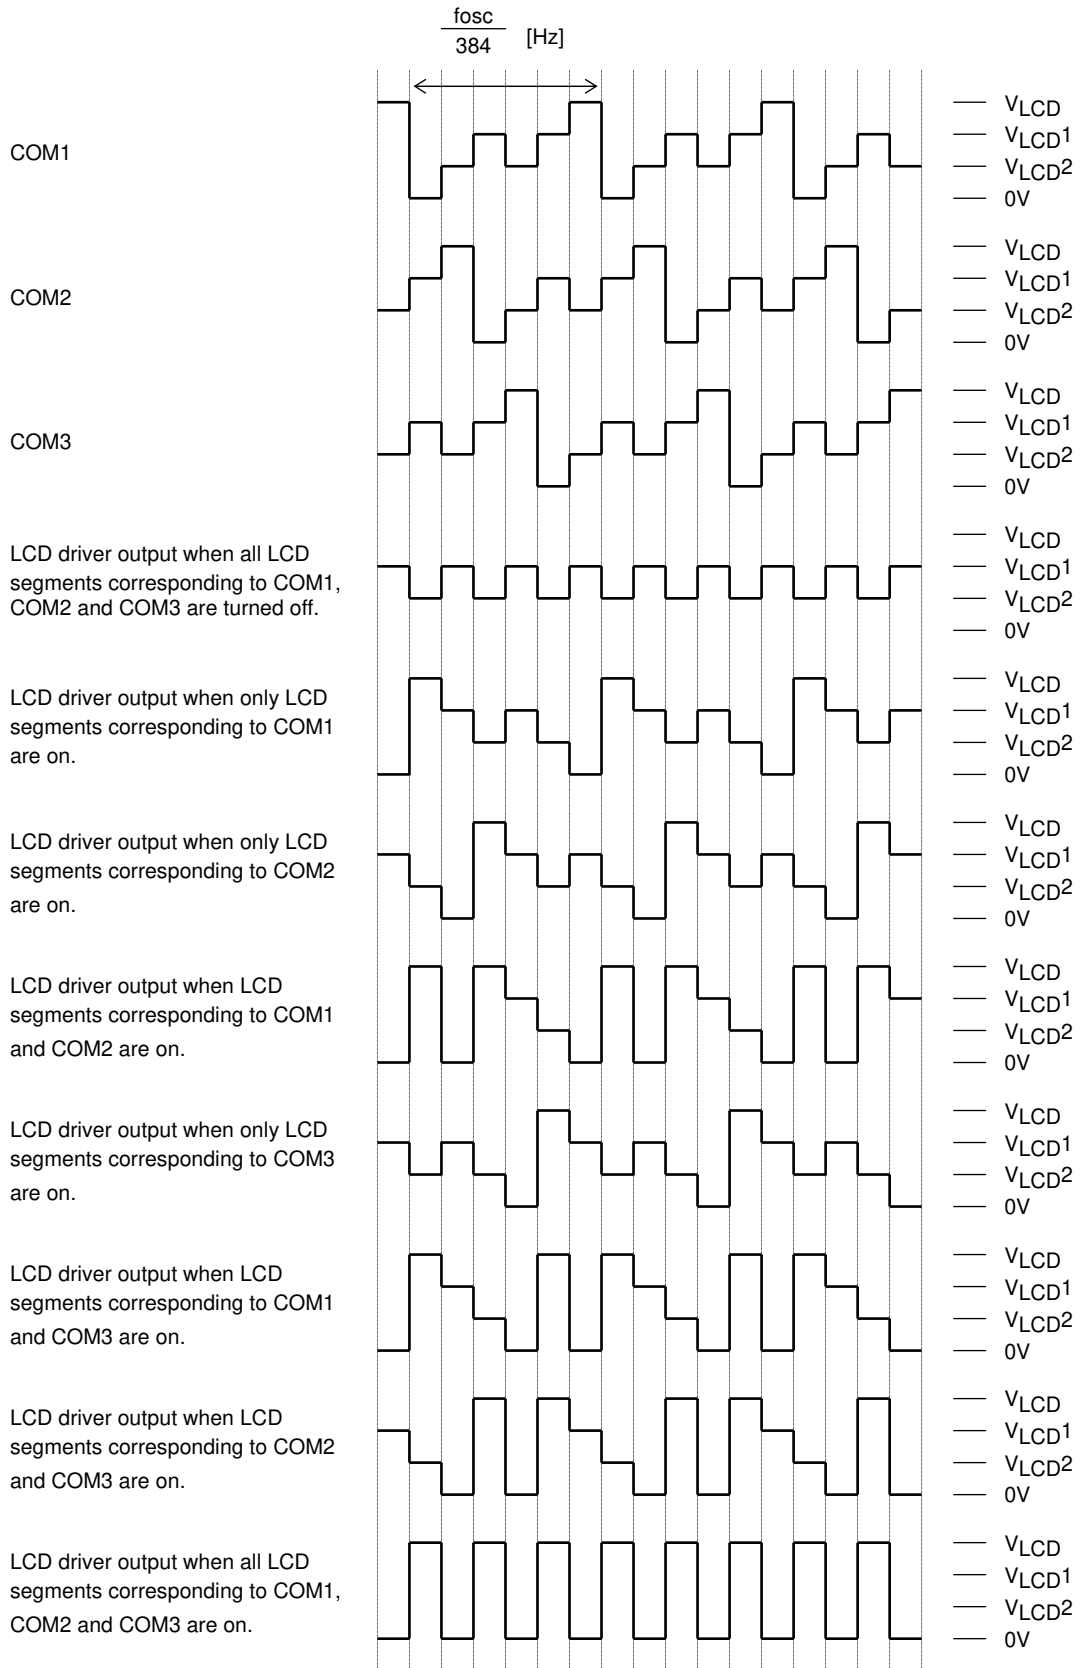 fosc
384
[Hz]
VLCD
VLCD1
COM1
VLCD2
0V
VLCD
VLCD1
COM2
VLCD2
0V
VLCD
VLCD1
COM3
VLCD2
0V
VLCD
LCD driver output when all LCD
segments corresponding to COM1,
COM2 and COM3 are turned off.
VLCD1
VLCD2
0V
VLCD
LCD driver output when only LCD
segments corresponding to COM1
are on.
VLCD1
VLCD2
0V
VLCD
LCD driver output when only LCD
segments corresponding to COM2
are on.
VLCD1
VLCD2
0V
VLCD
LCD driver output when LCD
segments corresponding to COM1
and COM2 are on.
VLCD1
VLCD2
0V
VLCD
LCD driver output when only LCD
segments corresponding to COM3
are on.
VLCD1
VLCD2
0V
VLCD
LCD driver output when LCD
segments corresponding to COM1
and COM3 are on.
VLCD1
VLCD2
0V
VLCD
LCD driver output when LCD
segments corresponding to COM2
and COM3 are on.
VLCD1
VLCD2
0V
VLCD
LCD driver output when all LCD
segments corresponding to COM1,
COM2 and COM3 are on.
VLCD1
VLCD2
0V